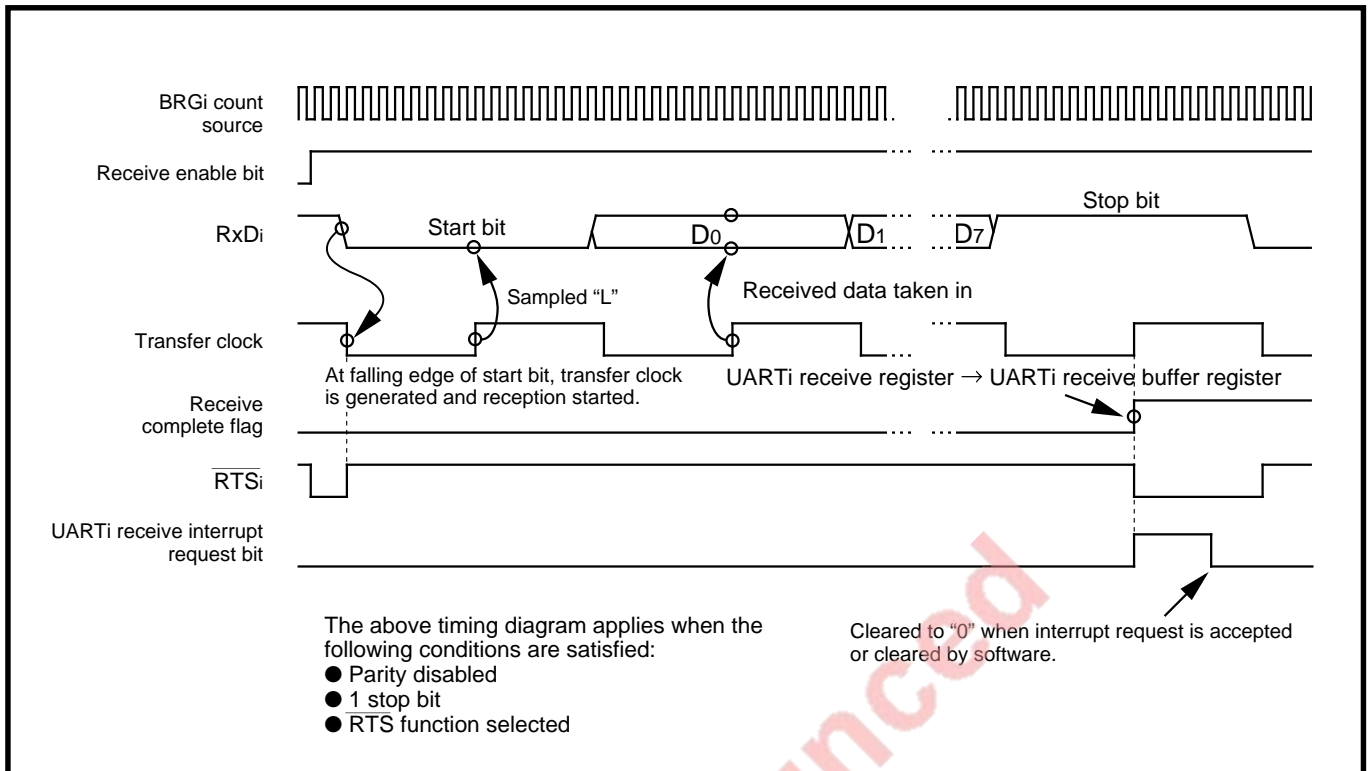 BRGi count
source
Receive enable bit
RxDi
Start bit
D0
D1
D7
Stop bit
Sampled “L”
Received data taken in
Transfer clock
At falling edge of start bit, transfer clock
is generated and reception started.
UARTi receive register → UARTi receive buffer register
Receive
complete flag
RTSi
UARTi receive interrupt
request bit
The above timing diagram applies when the
following conditions are satisfied:
● Parity disabled
● 1 stop bit
● RTS function selected
Cleared to “0” when interrupt request is accepted
or cleared by software.